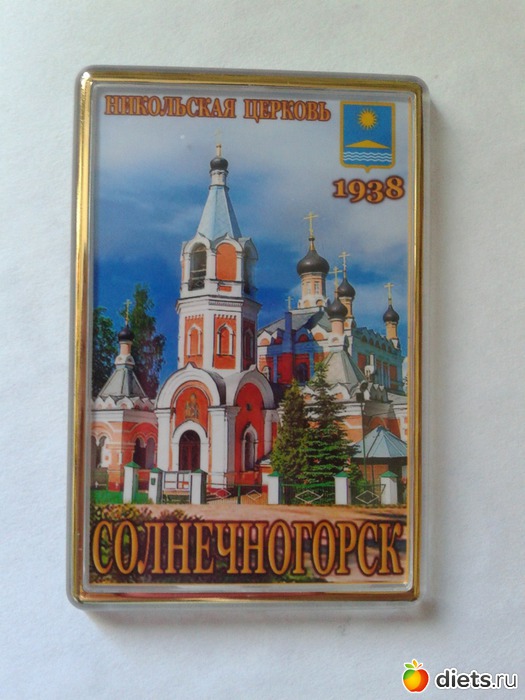 НИКОЛЬСКАЯ ЦЕРКОВЬ
1938
СОЛНЕЧНОГОРСК
diets.ru